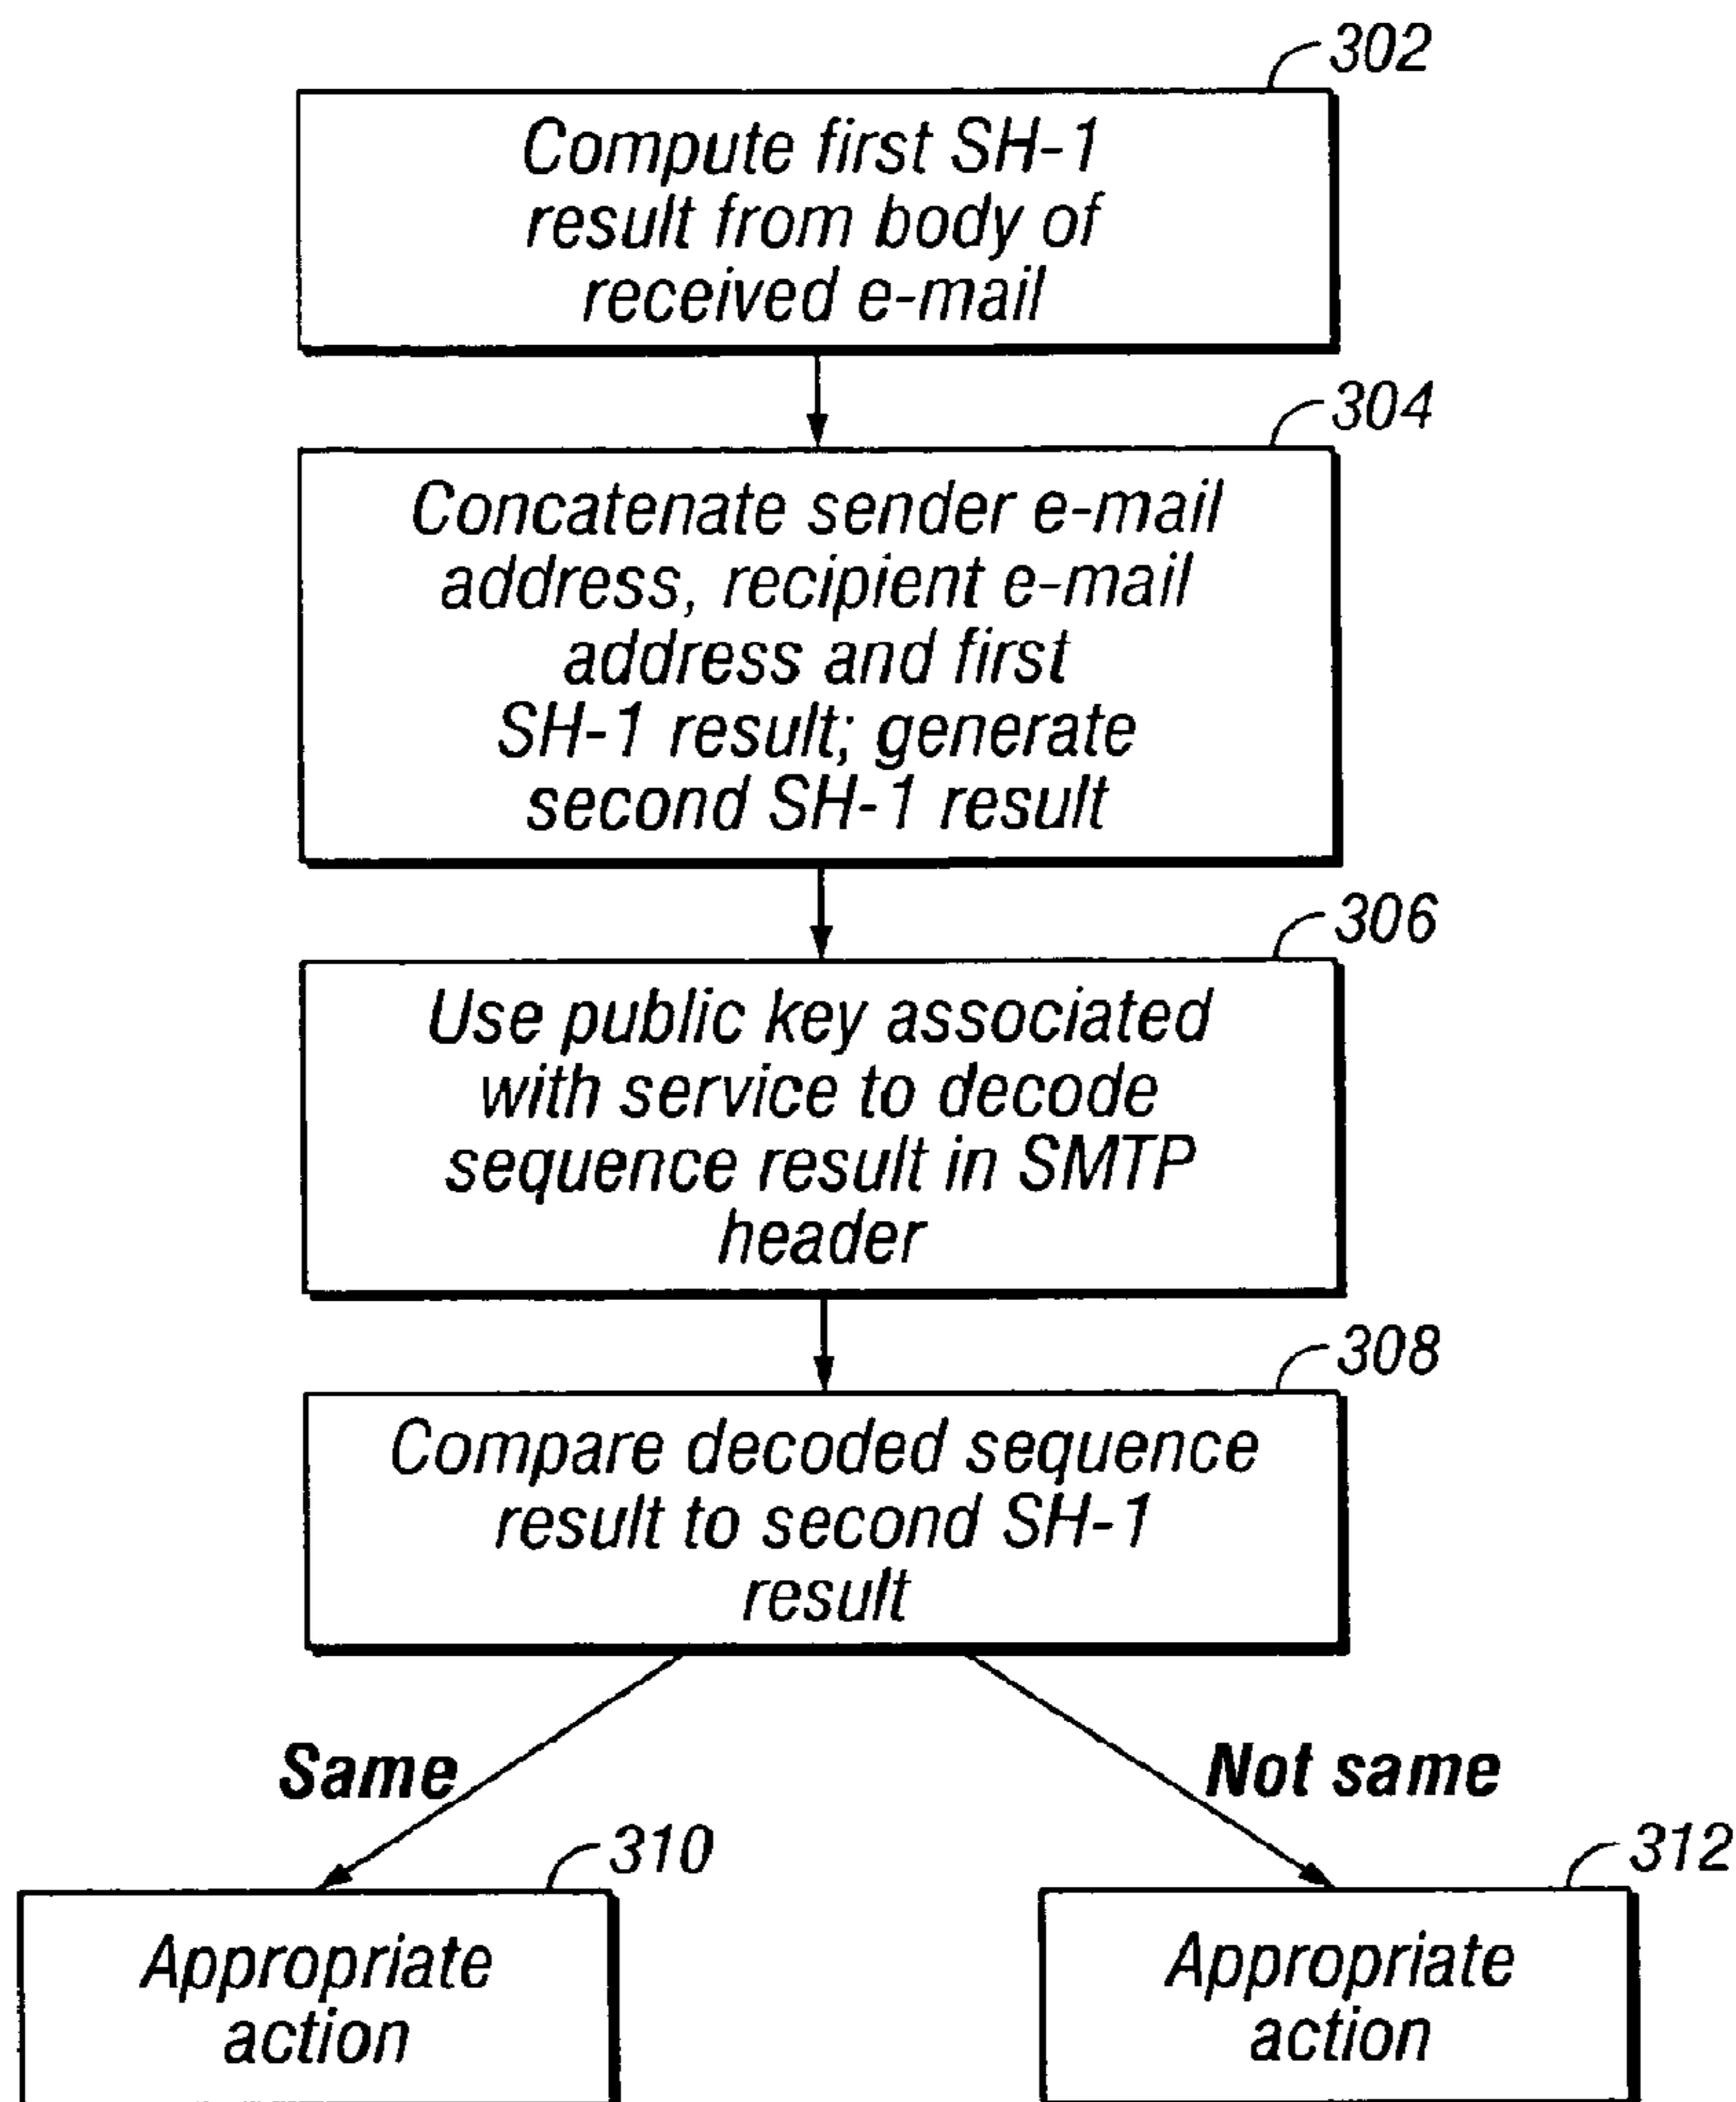 302
Compute first SH-1
result from body of
received e-mail
304
Concatenate sender e-mail
address, recipient e-mail
address and first
SH-1 result; generate
second SH-1 result
306
Use public key associated
with service to decode
sequence result in SMTP
header
308
Compare decoded sequence
result to second SH-1
result
Same
Not same
310
312
Appropriate
action
Appropriate
action